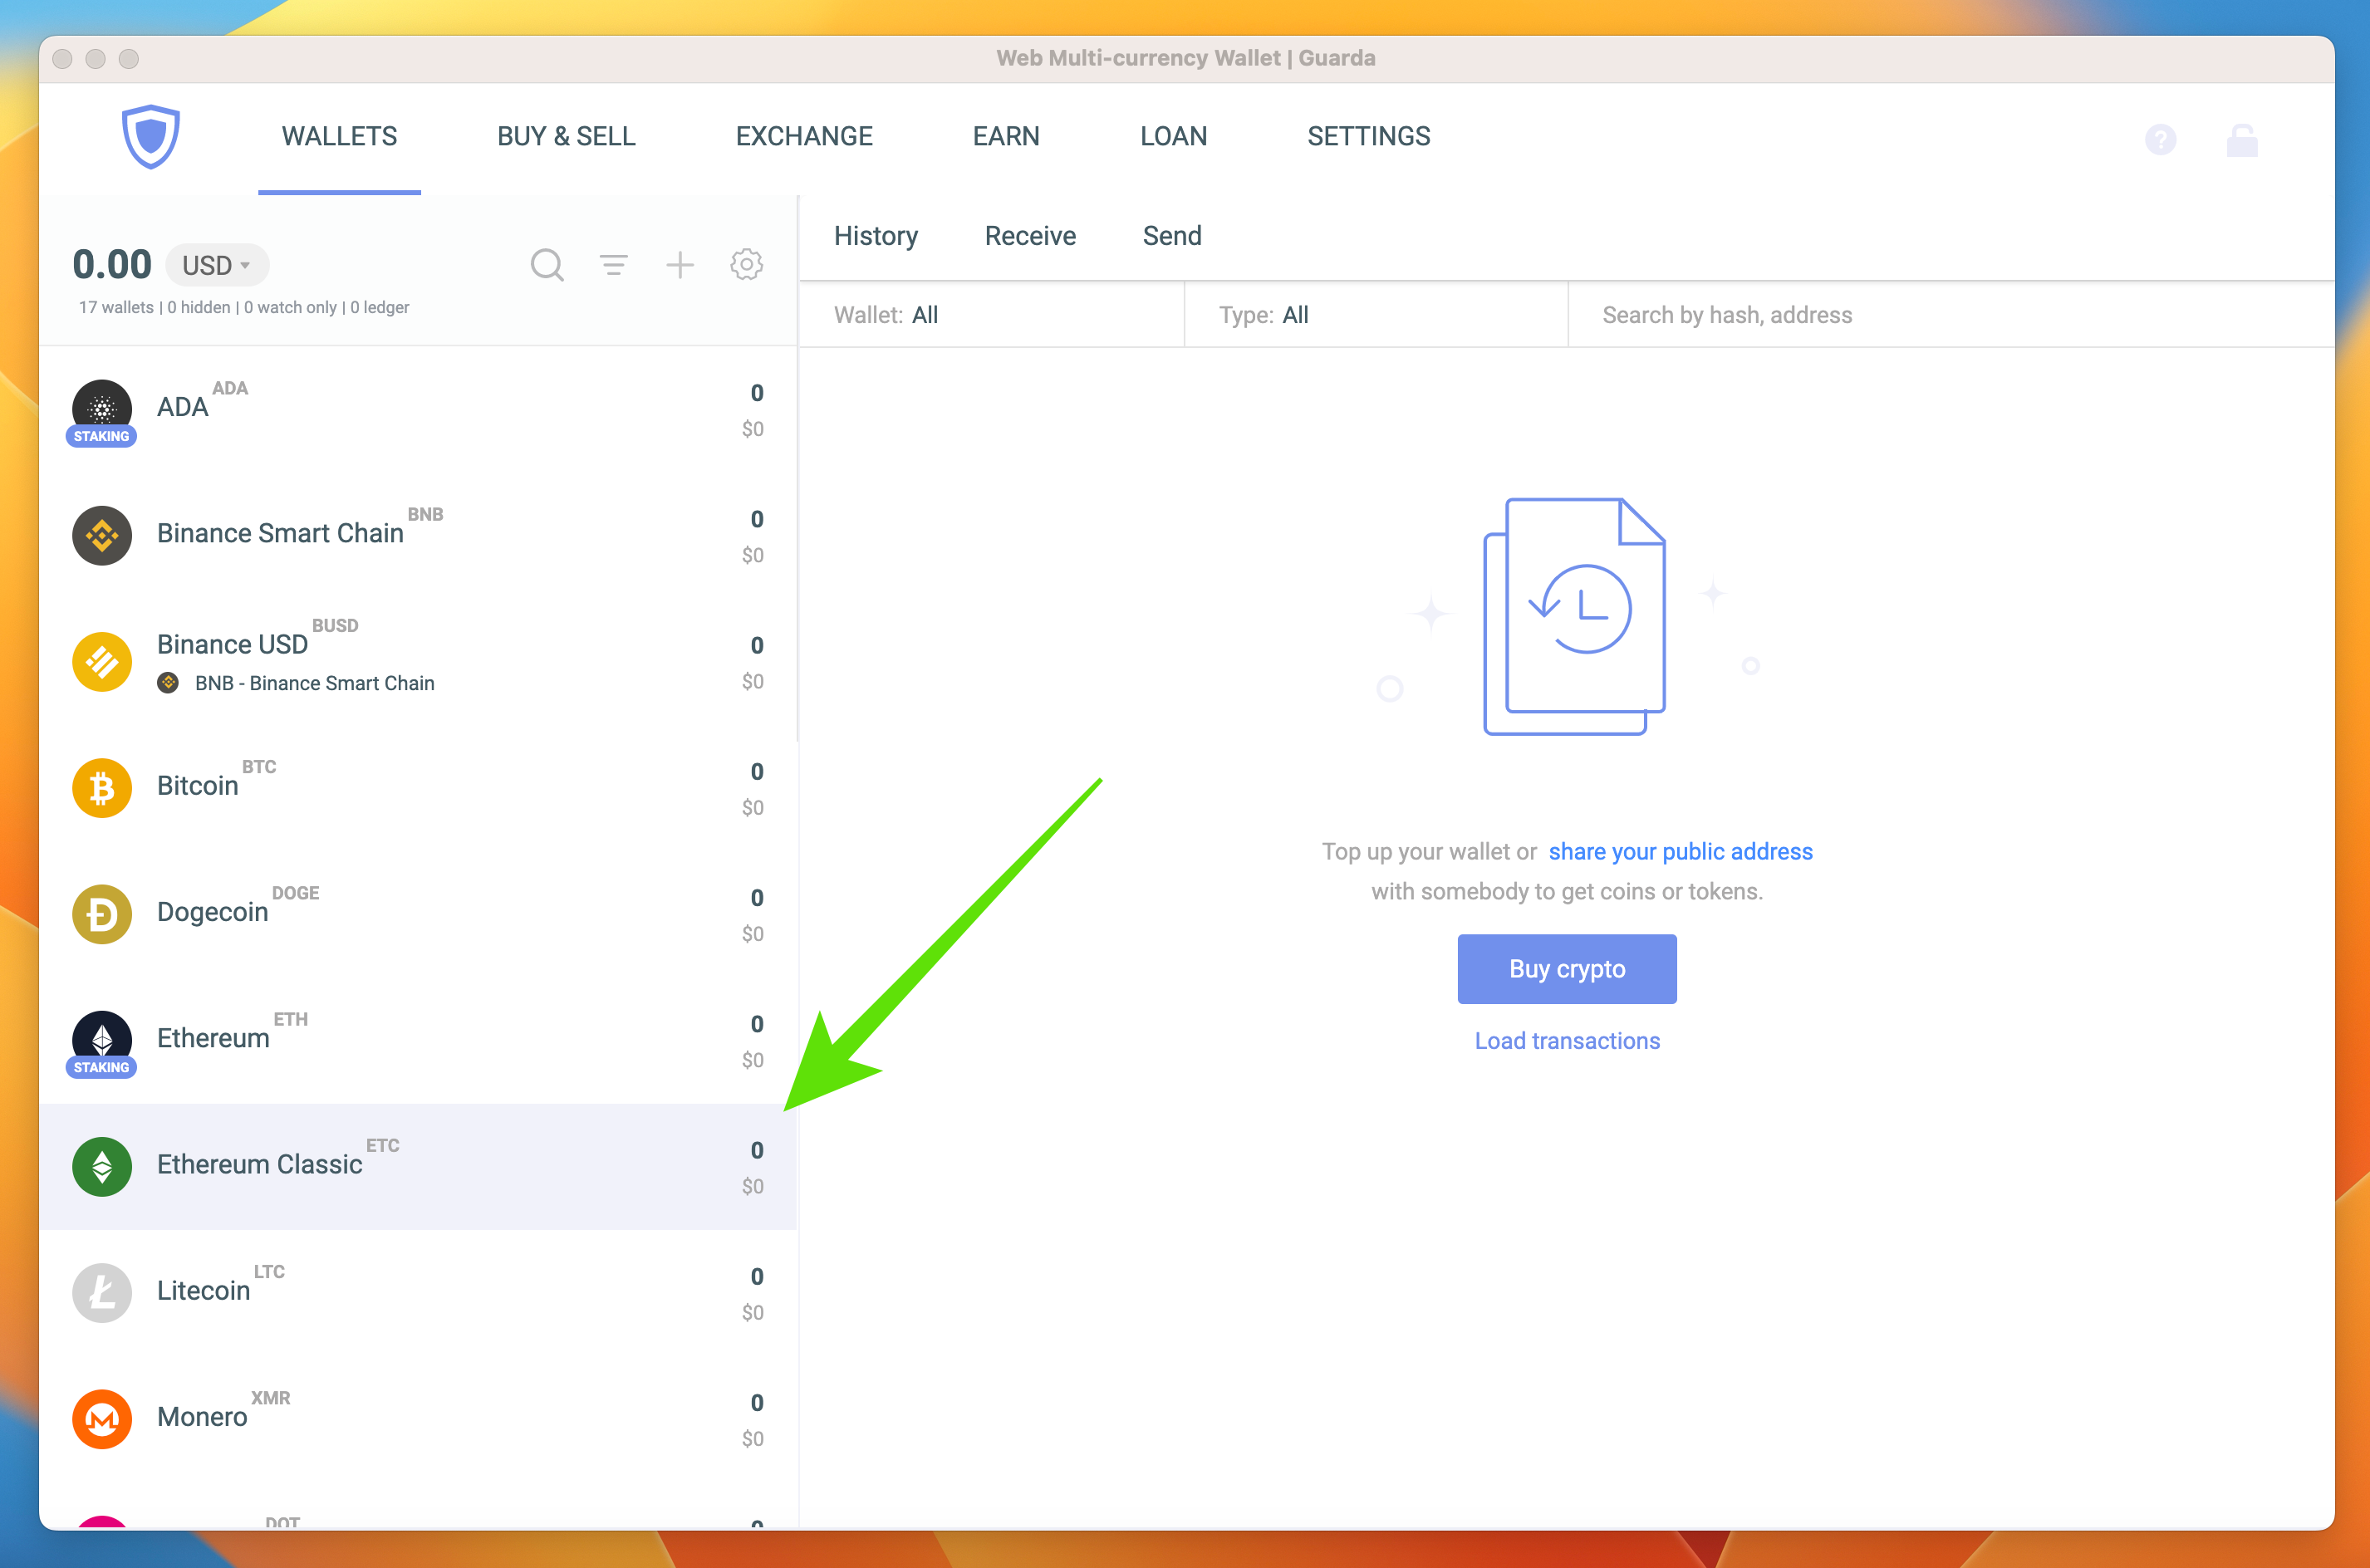 Web Multi-currency Wallet | Guarda
WALLETS BUY & SELL EXCHANGE EARN LOAN SETTINGS ?
0.00 USD
17 wallets | 0 hidden | 0 watch only | 0 ledger
History Receive Send
Wallet: All Type: All Search by hash, address
ADA ADA 0
STAKING $0
Binance Smart Chain BNB 0
$0
Binance USD BUSD 0
BNB - Binance Smart Chain $0
Bitcoin BTC 0
$0
Dogecoin DOGE 0
$0
Ethereum ETH 0
STAKING $0
Ethereum Classic ETC 0
$0
Litecoin LTC 0
$0
Monero XMR 0
$0
DOT 0
Top up your wallet or share your public address
with somebody to get coins or tokens.
Buy crypto
Load transactions